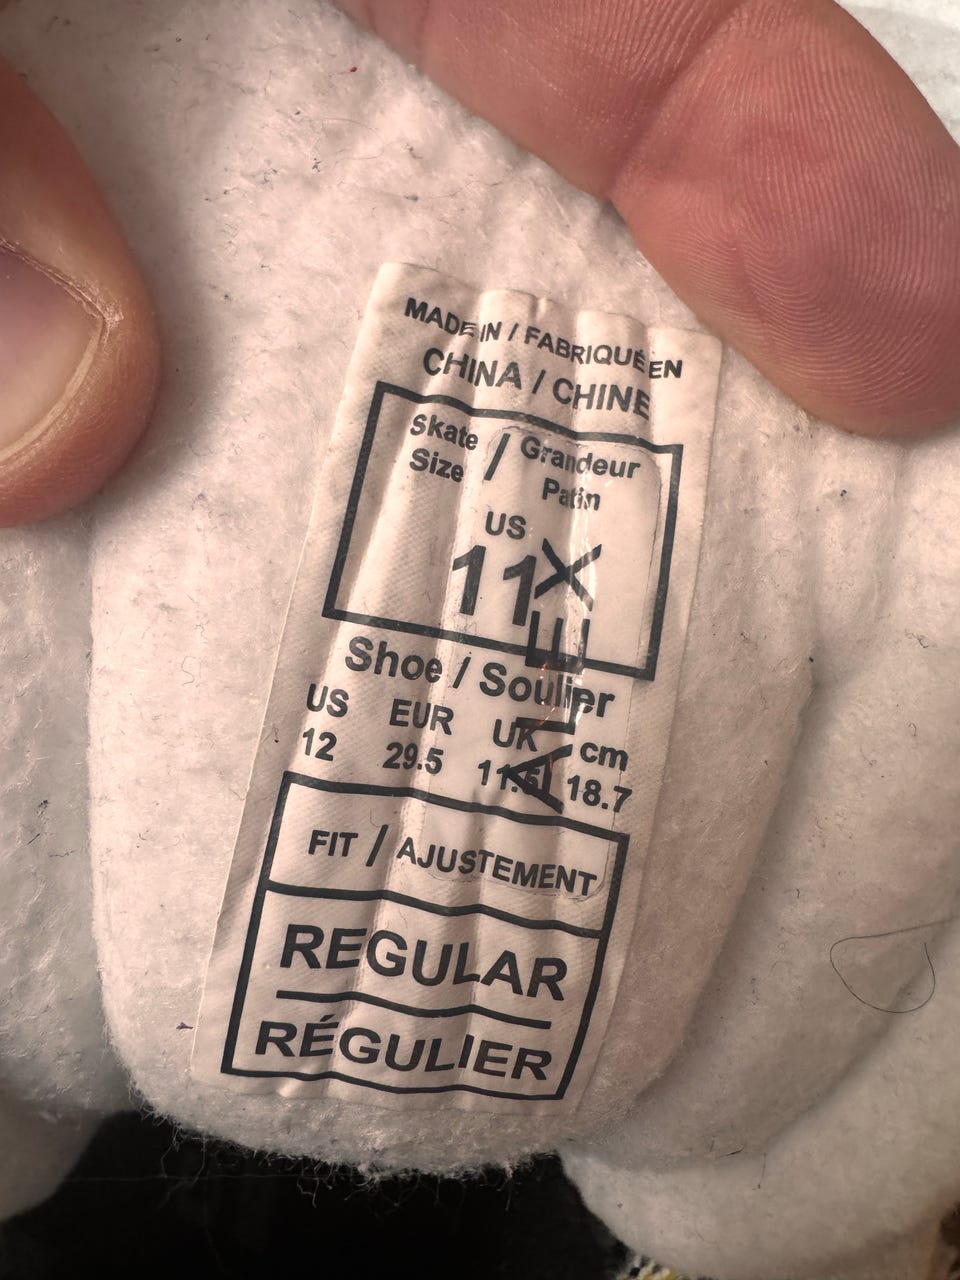 MADE IN / FABRIQUÉ EN
CHINA / CHINE
Skate Size / Grandeur Patin
US
11
Shoe / Soulier
US EUR UK cm
12 29.5 11.5 18.7
FIT / AJUSTEMENT
REGULAR
RÉGULIER
ALEX